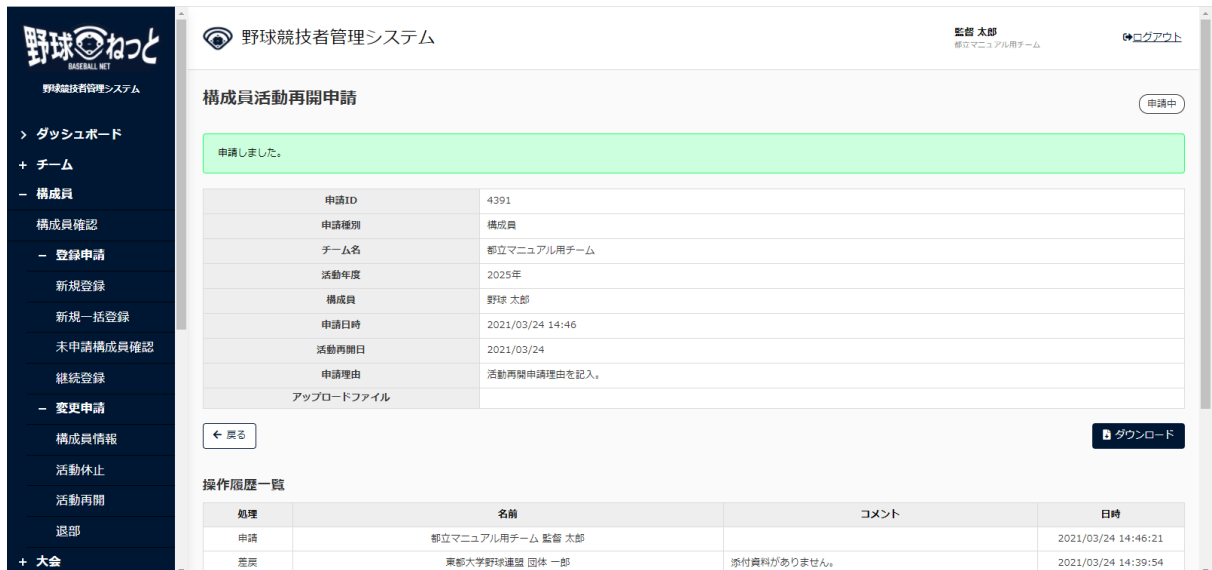 野球ねっと
BASEBALL NET
野球競技者管理システム
> ダッシュボード
+ チーム
− 構成員
構成員確認
− 登録申請
新規登録
新規一括登録
未申請構成員確認
継続登録
− 変更申請
構成員情報
活動休止
活動再開
退部
+ 大会
野球競技者管理システム
監督 太郎
都立マニュアル用チーム
ログアウト
構成員活動再開申請
申請中
申請しました。
申請ID 4391
申請種別 構成員
チーム名 都立マニュアル用チーム
活動年度 2025年
構成員 野球 太郎
申請日時 2021/03/24 14:46
活動再開日 2021/03/24
申請理由 活動再開申請理由を記入。
アップロードファイル
← 戻る
ダウンロード
操作履歴一覧
処理 名前 コメント 日時
申請 都立マニュアル用チーム 監督 太郎 2021/03/24 14:46:21
差戻 東都大学野球連盟 団体 一郎 添付資料がありません。 2021/03/24 14:39:54